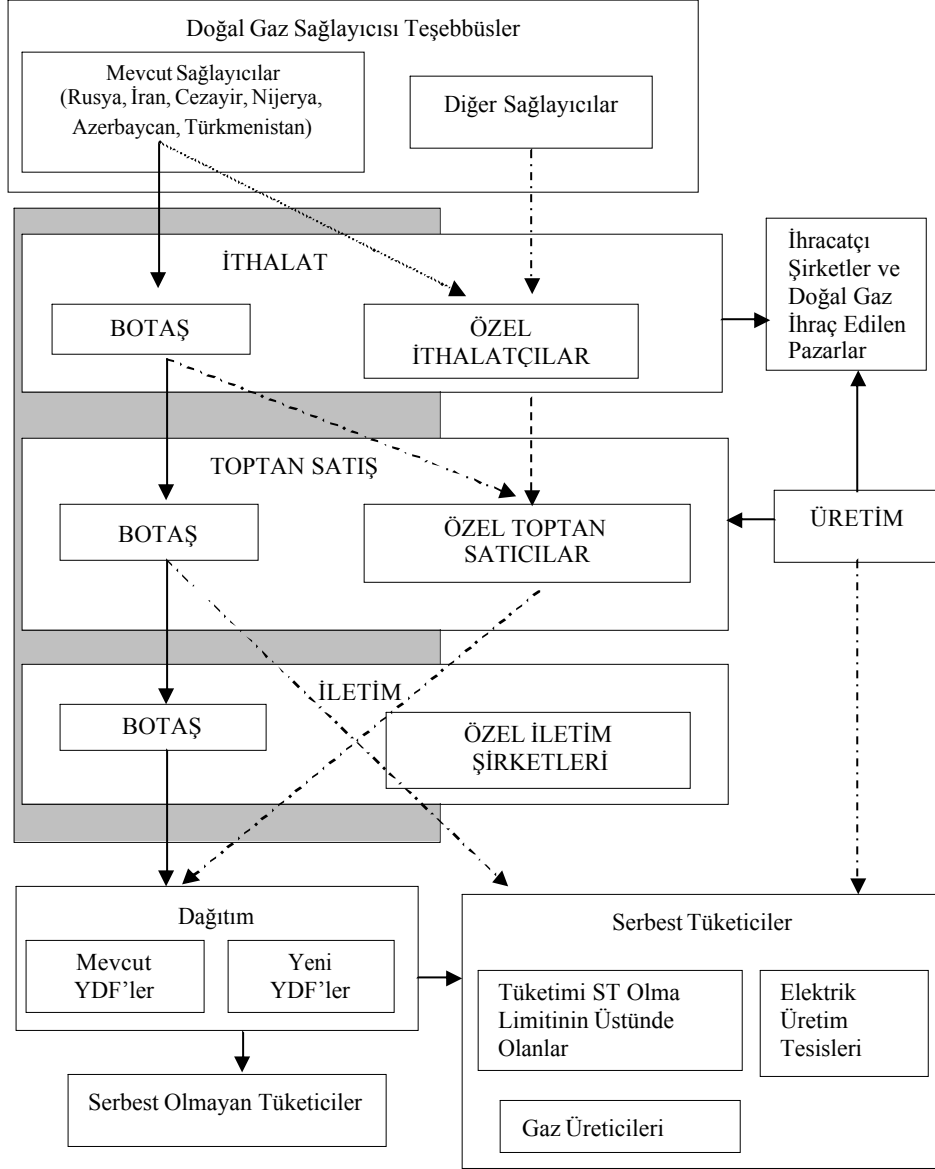 Doğal Gaz Sağlayıcısı Teşebbüsler
Mevcut Sağlayıcılar
(Rusya, İran, Cezayir, Nijerya,
Azerbaycan, Türkmenistan)
Diğer Sağlayıcılar
İTHALAT
BOTAŞ
ÖZEL
İTHALATÇILAR
İhracatçı
Şirketler ve
Doğal Gaz
İhraç Edilen
Pazarlar
TOPTAN SATIŞ
BOTAŞ
ÖZEL TOPTAN
SATICILAR
ÜRETİM
İLETİM
BOTAŞ
ÖZEL İLETİM
ŞİRKETLERİ
Dağıtım
Mevcut
YDF’ler
Yeni
YDF’ler
Serbest Olmayan Tüketiciler
Serbest Tüketiciler
Tüketimi ST Olma
Limitinin Üstünde
Olanlar
Elektrik
Üretim
Tesisleri
Gaz Üreticileri